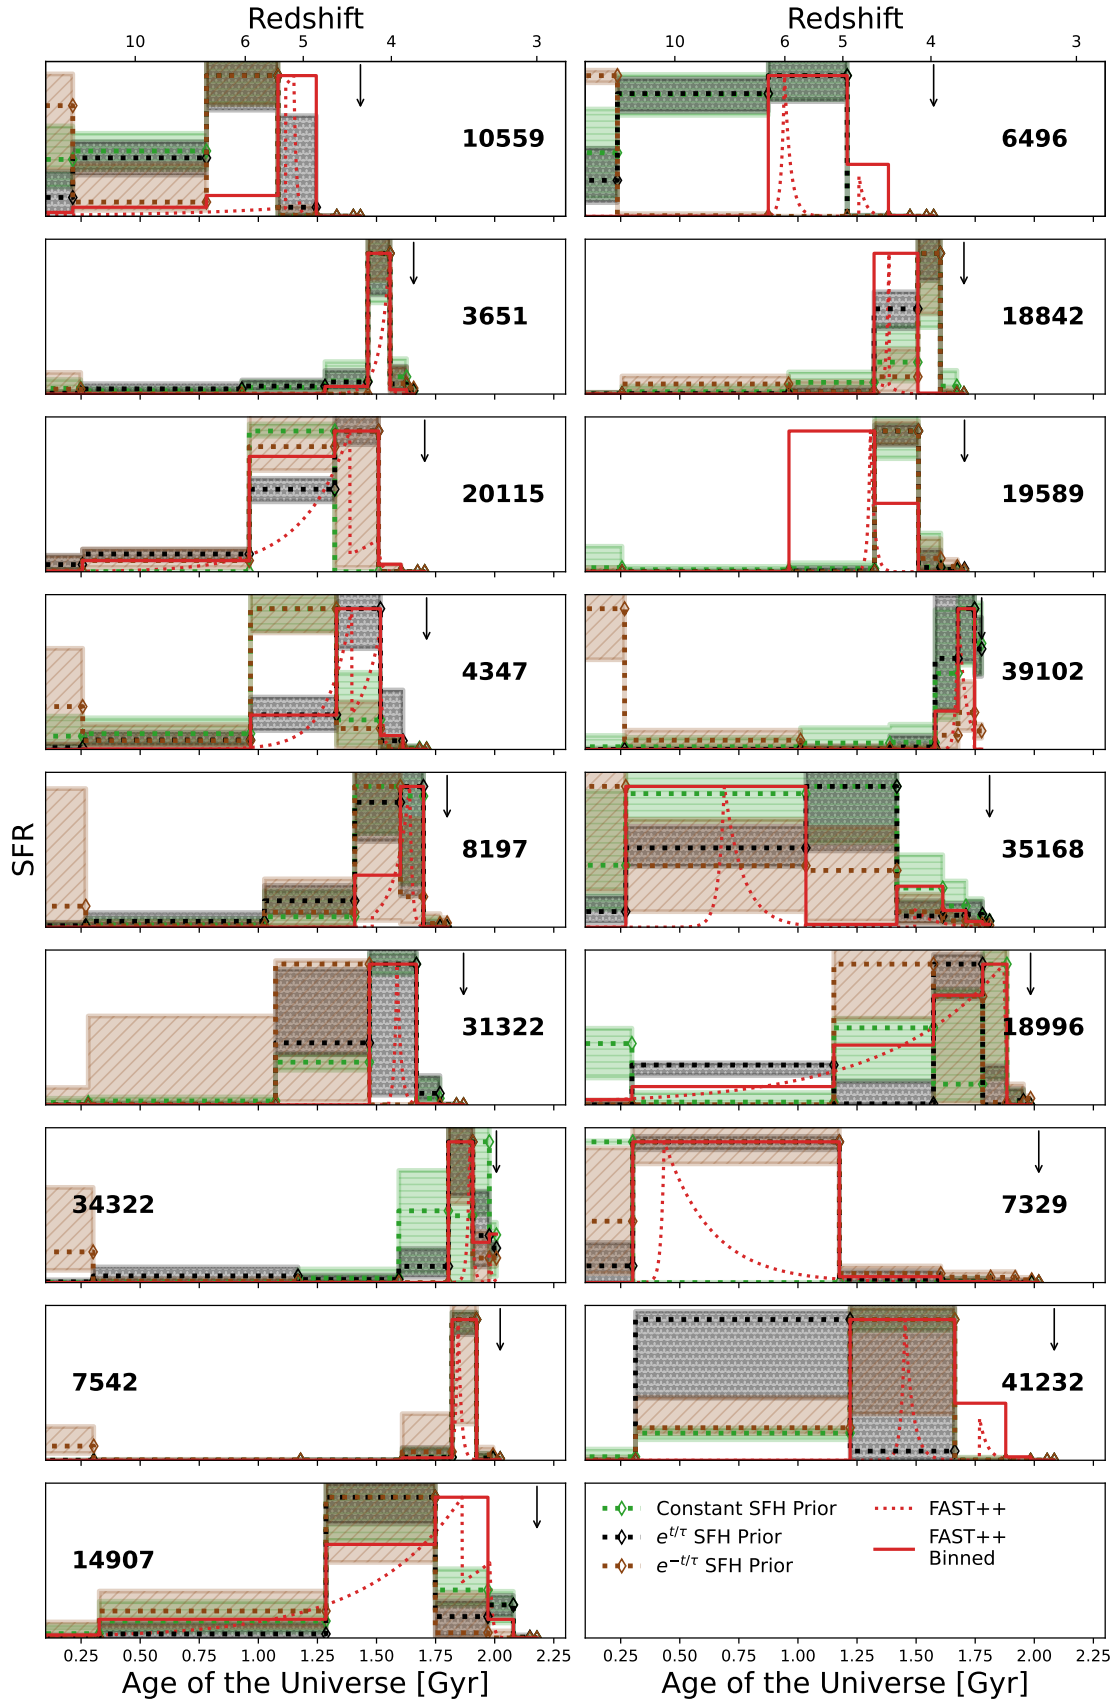 Redshift Redshift
10 6 5 4 3 10 6 5 4 3
10559 6496
3651 18842
20115 19589
4347 39102
SFR
8197 35168
31322 18996
34322 7329
7542 41232
14907
Constant SFH Prior
e^{t/τ} SFH Prior
e^{−t/τ} SFH Prior
FAST++
FAST++
Binned
0.25 0.50 0.75 1.00 1.25 1.50 1.75 2.00 2.25 0.25 0.50 0.75 1.00 1.25 1.50 1.75 2.00 2.25
Age of the Universe [Gyr] Age of the Universe [Gyr]